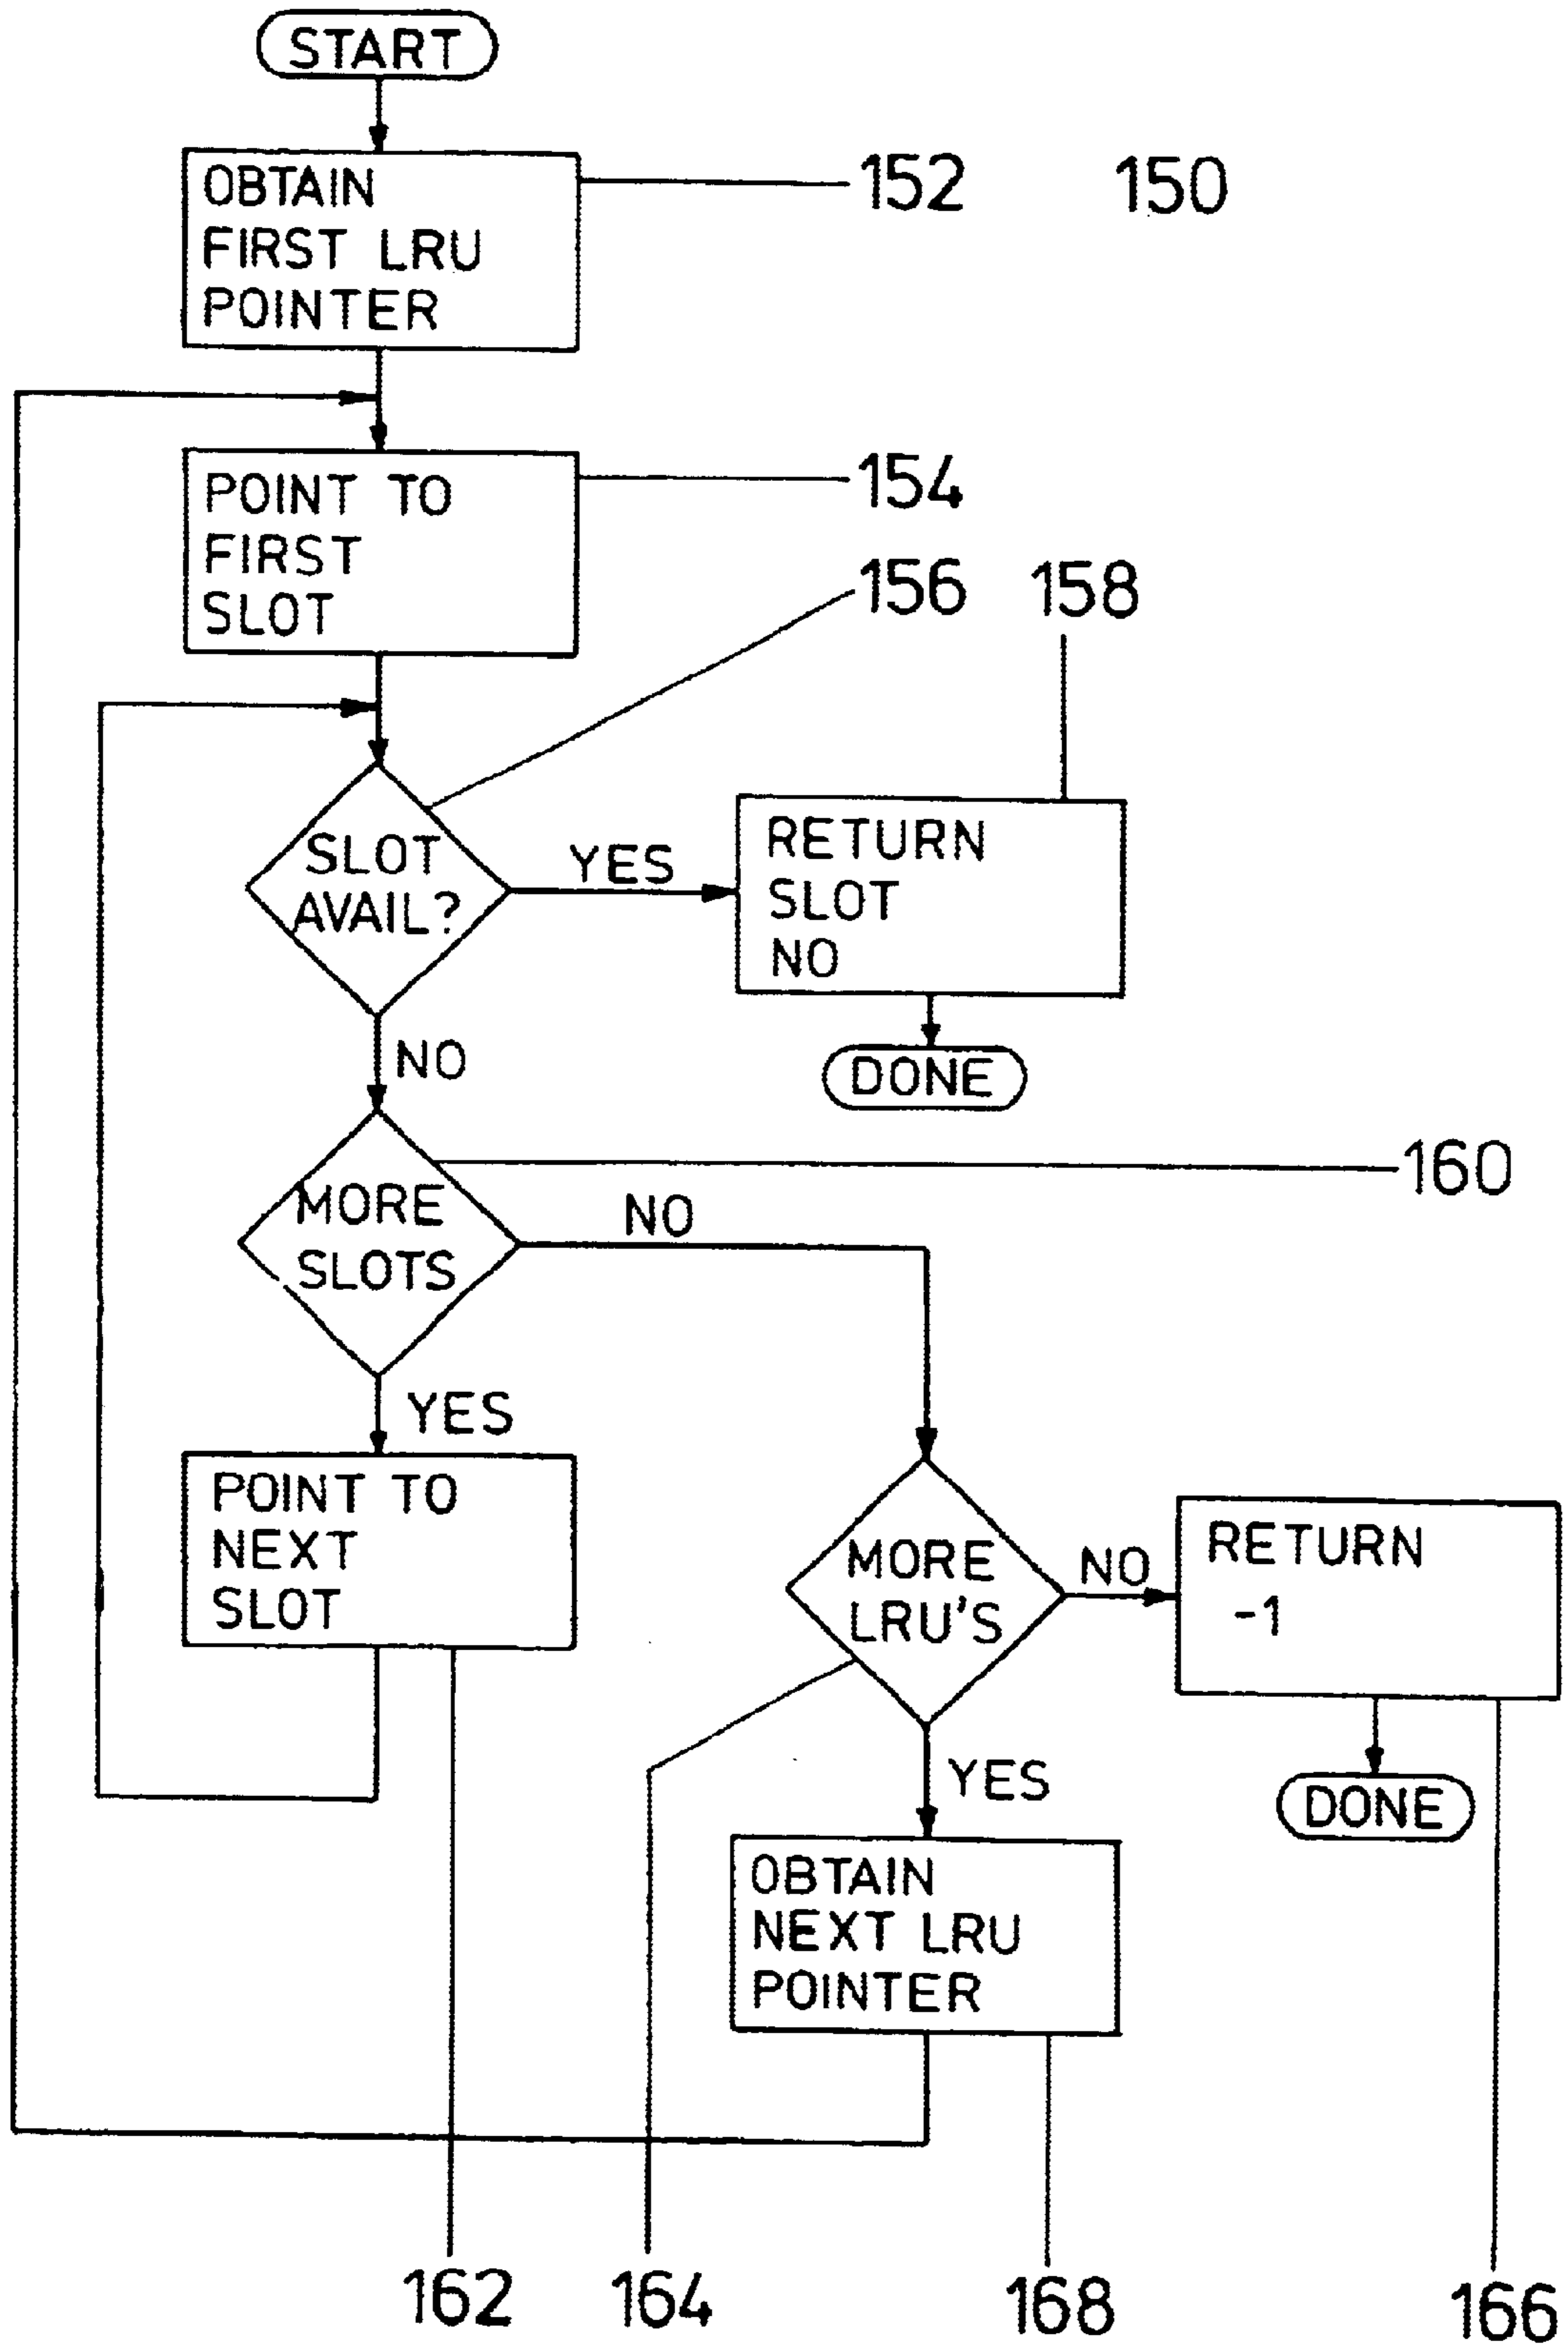 START
OBTAIN
FIRST LRU
POINTER
152
150
POINT TO
FIRST
SLOT
154
156
158
SLOT
AVAIL?
YES
RETURN
SLOT
NO
NO
DONE
MORE
SLOTS
NO
160
YES
POINT TO
NEXT
SLOT
MORE
LRU'S
NO
RETURN
-1
YES
DONE
OBTAIN
NEXT LRU
POINTER
162
164
168
166